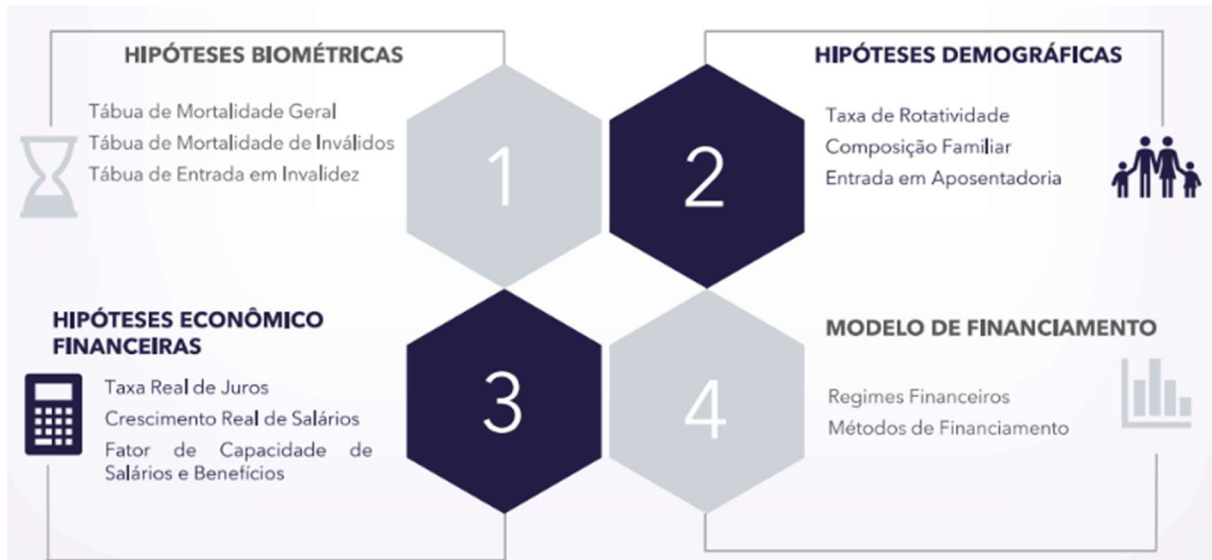 HIPÓTESES BIOMÉTRICAS
Tábua de Mortalidade Geral
Tábua de Mortalidade de Inválidos
Tábua de Entrada em Invalidez
1
HIPÓTESES DEMOGRÁFICAS
Taxa de Rotatividade
Composição Familiar
Entrada em Aposentadoria
2
HIPÓTESES ECONÔMICO
FINANCEIRAS
Taxa Real de Juros
Crescimento Real de Salários
Fator de Capacidade de
Salários e Benefícios
3
MODELO DE FINANCIAMENTO
Regimes Financeiros
Métodos de Financiamento
4